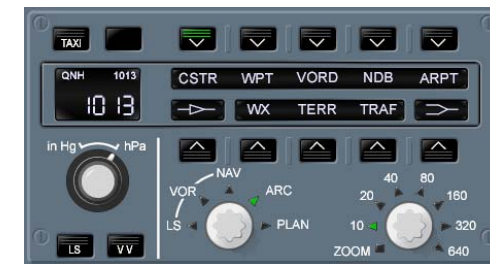 TAXI
QNH 1013
1013
CSTR WPT VORD NDB ARPT
WX TERR TRAF
in Hg hPa
NAV
VOR ARC
LS PLAN
40 80
20 160
10 320
ZOOM 640
LS VV